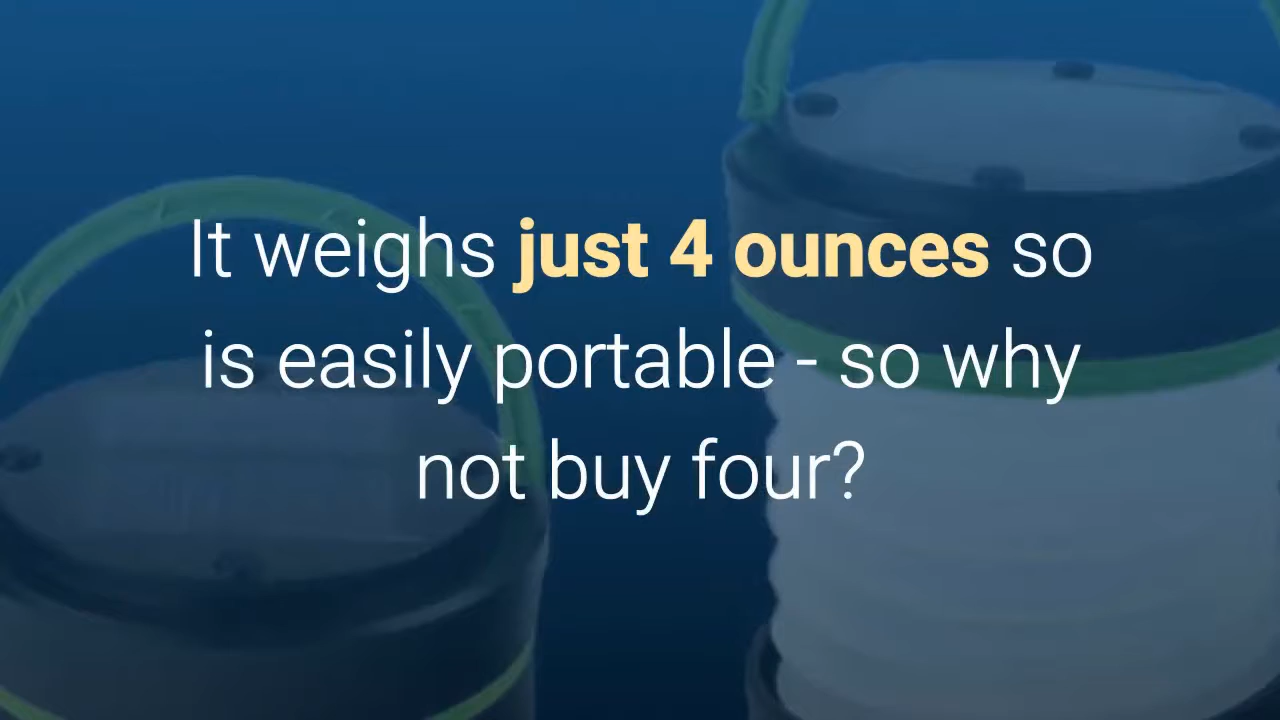 It weighs just 4 ounces so
is easily portable - so why
not buy four?